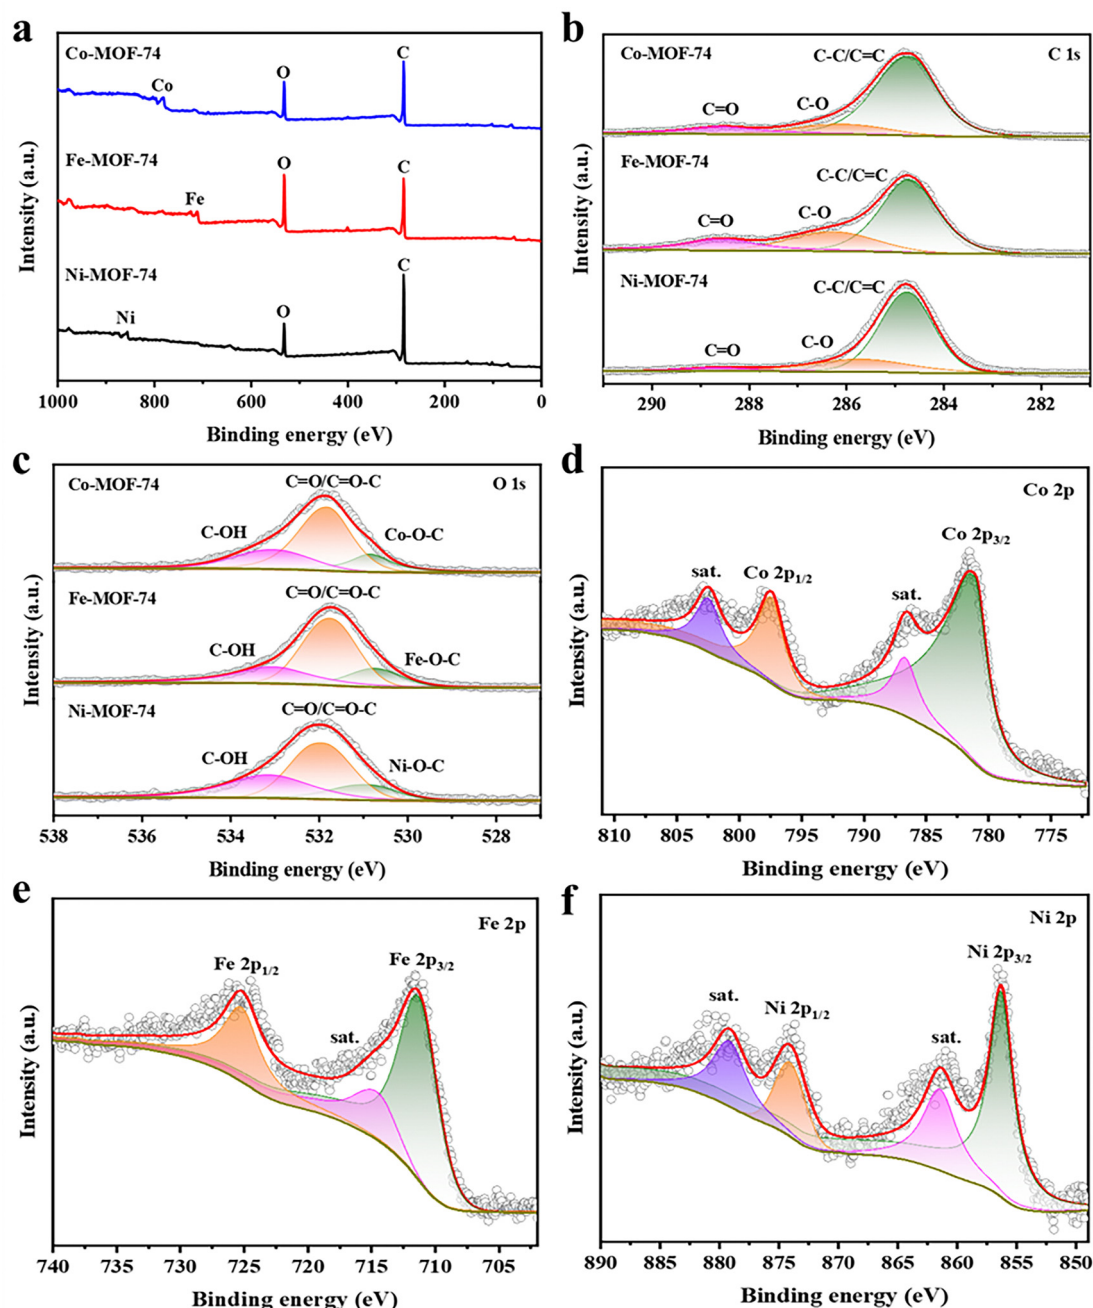 a
Co-MOF-74
Co
O
C
Fe-MOF-74
Fe
O
C
Ni-MOF-74
Ni
O
C
Intensity (a.u.)
1000 800 600 400 200 0
Binding energy (eV)
b
C 1s
Co-MOF-74
C-C/C=C
C-O
C=O
Fe-MOF-74
C-C/C=C
C-O
C=O
Ni-MOF-74
C-C/C=C
C-O
C=O
Intensity (a.u.)
290 288 286 284 282
Binding energy (eV)
c
O 1s
Co-MOF-74
C=O/C=O-C
C-OH
Co-O-C
Fe-MOF-74
C=O/C=O-C
C-OH
Fe-O-C
Ni-MOF-74
C=O/C=O-C
C-OH
Ni-O-C
Intensity (a.u.)
538 536 534 532 530 528
Binding energy (eV)
d
Co 2p
Co 2p3/2
sat.
Co 2p1/2
sat.
Intensity (a.u.)
810 805 800 795 790 785 780 775
Binding energy (eV)
e
Fe 2p
Fe 2p1/2
Fe 2p3/2
sat.
Intensity (a.u.)
740 735 730 725 720 715 710 705
Binding energy (eV)
f
Ni 2p
Ni 2p3/2
sat.
Ni 2p1/2
sat.
Intensity (a.u.)
890 885 880 875 870 865 860 855 850
Binding energy (eV)